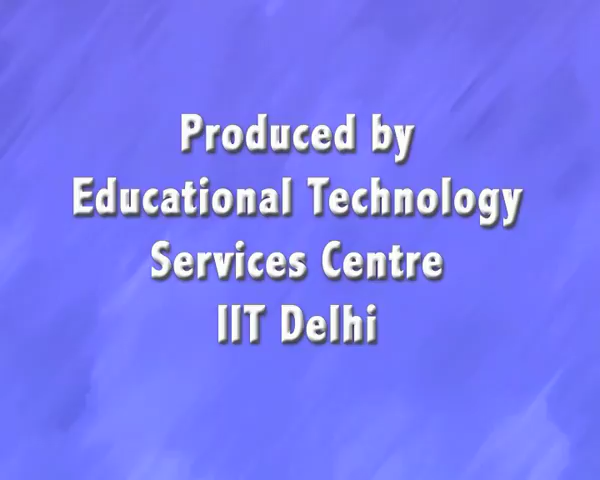 Produced by
Educational Technology
Services Centre
IIT Delhi